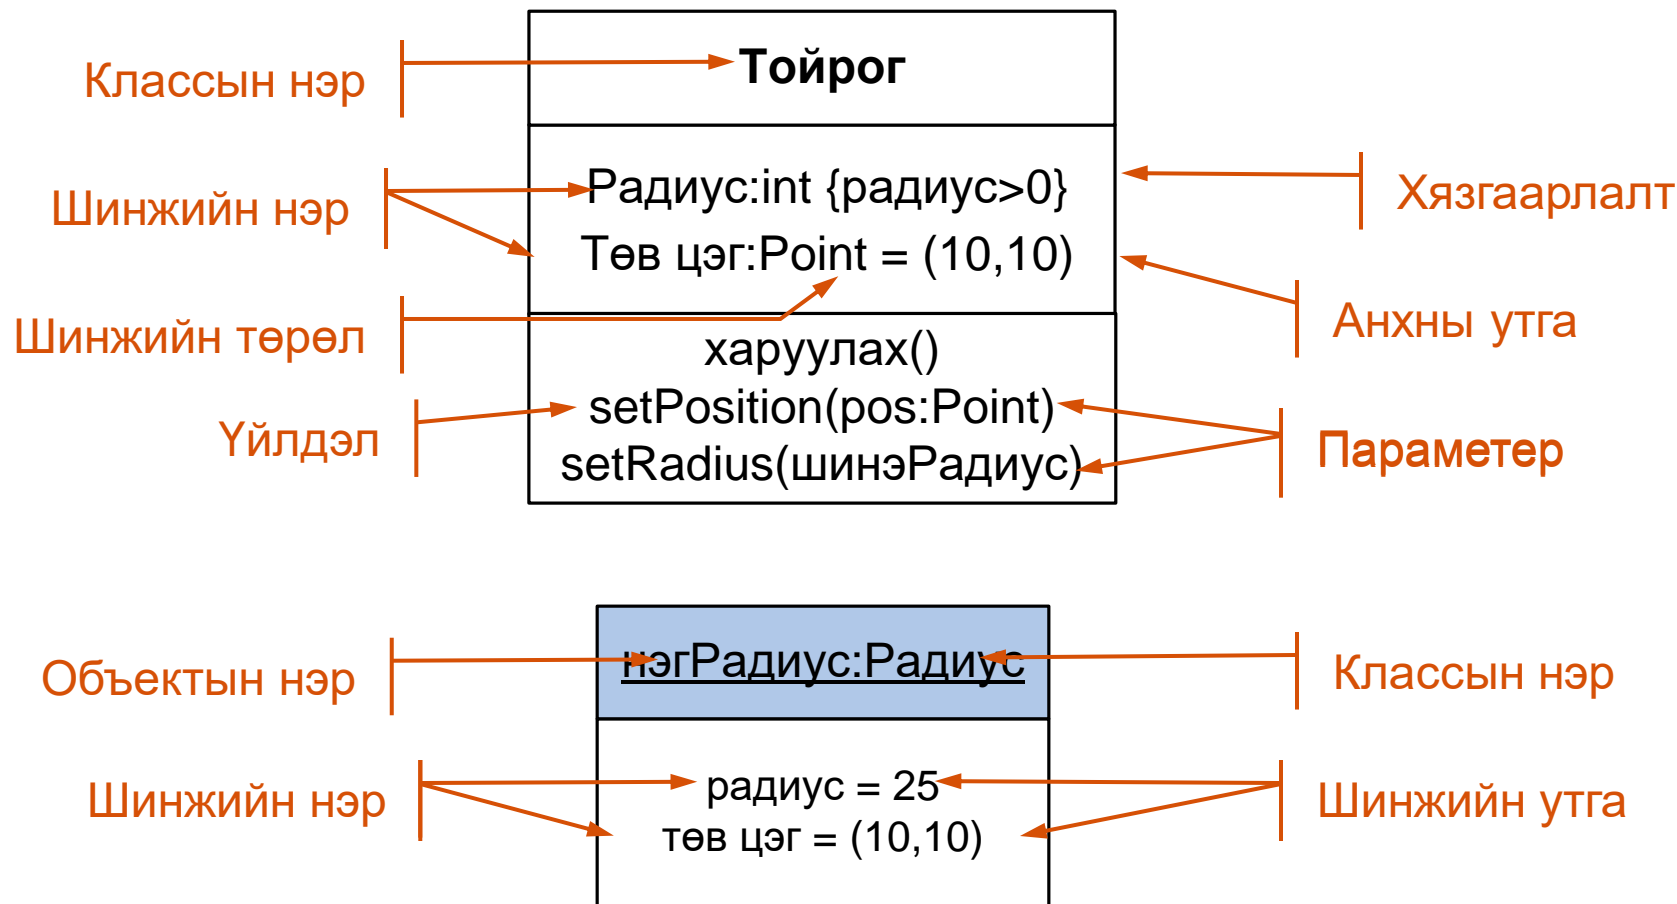 Тойрог
Классын нэр
Радиус:int {радиус>0}
Шинжийн нэр
Хязгаарлалт
Төв цэг:Point = (10,10)
Шинжийн төрөл
Анхны утга
харуулах()
setPosition(pos:Point)
Үйлдэл
Параметер
setRadius(шинэРадиус)
нэгРадиус:Радиус
Объектын нэр
Классын нэр
радиус = 25
Шинжийн нэр
Шинжийн утга
төв цэг = (10,10)